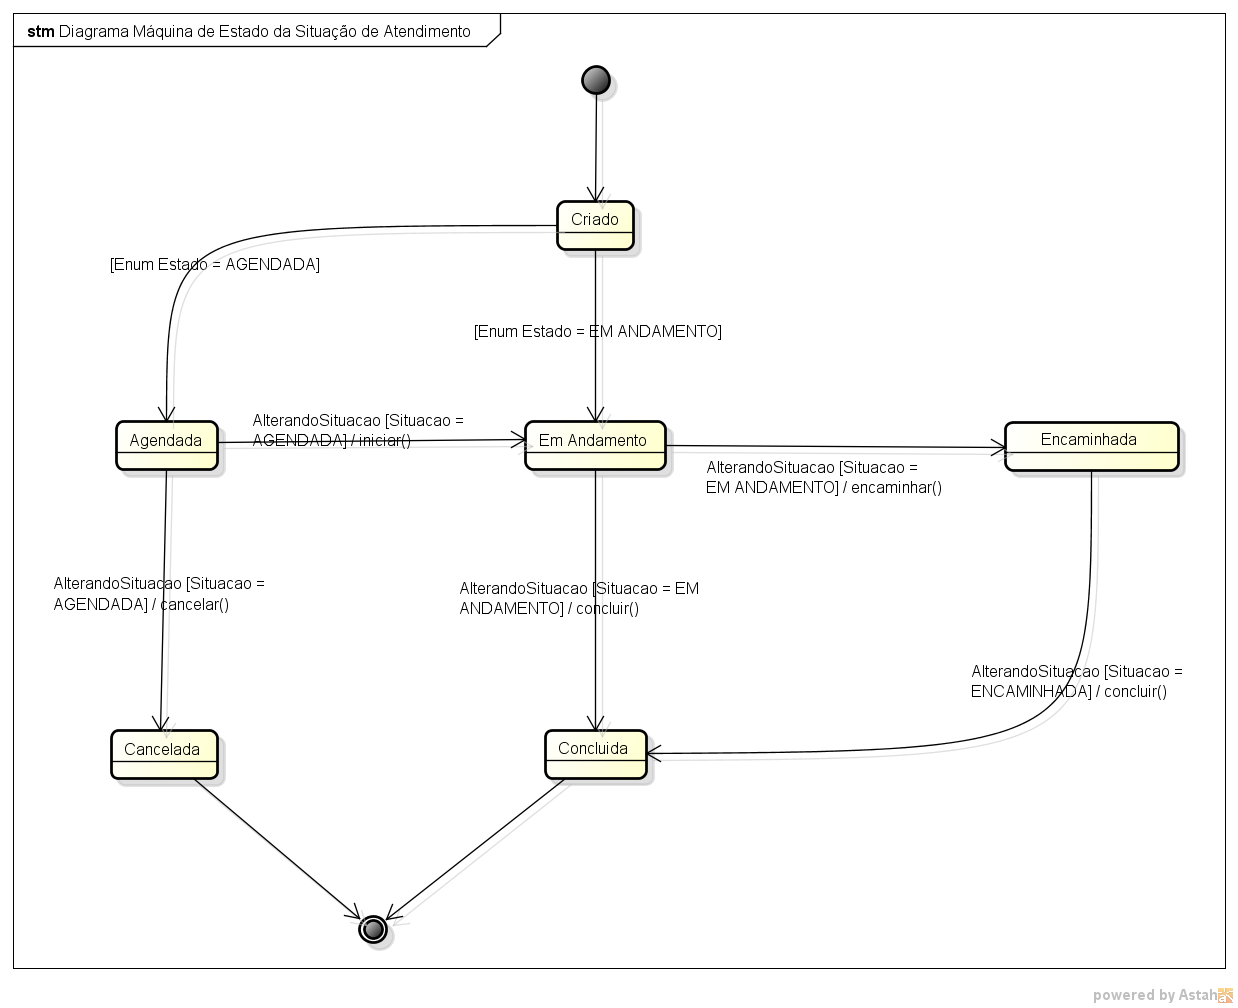 stm Diagrama Máquina de Estado da Situação de Atendimento
Criado
[Enum Estado = AGENDADA]
[Enum Estado = EM ANDAMENTO]
Agendada
AlterandoSituacao [Situacao =
AGENDADA] / iniciar()
Em Andamento
Encaminhada
AlterandoSituacao [Situacao =
EM ANDAMENTO] / encaminhar()
AlterandoSituacao [Situacao =
AGENDADA] / cancelar()
AlterandoSituacao [Situacao = EM
ANDAMENTO] / concluir()
AlterandoSituacao [Situacao =
ENCAMINHADA] / concluir()
Cancelada
Concluida
powered by Astah